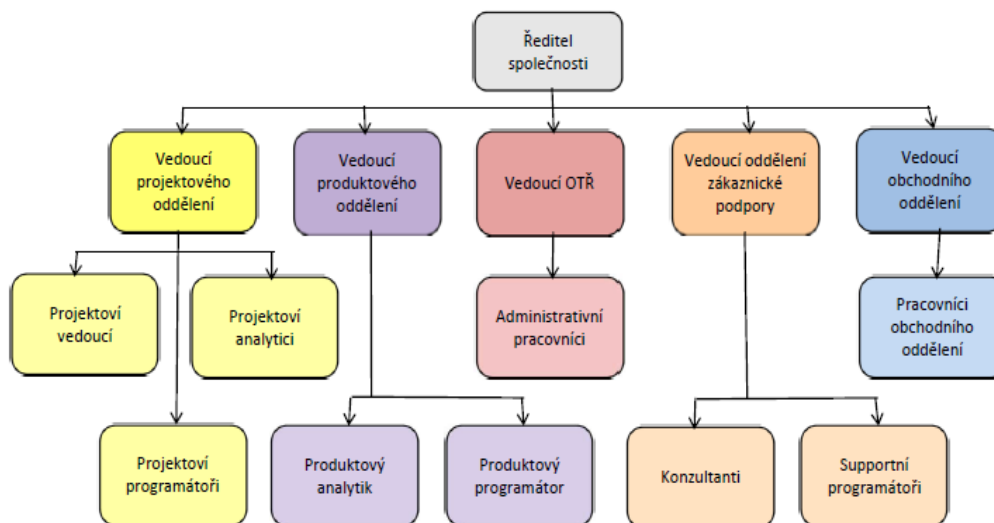 Ředitel
společnosti
Vedoucí
projektového
oddělení
Vedoucí
produktového
oddělení
Vedoucí OTŘ
Vedoucí oddělení
zákaznické
podpory
Vedoucí
obchodního
oddělení
Projektoví
vedoucí
Projektoví
analytici
Administrativní
pracovníci
Pracovníci
obchodního
oddělení
Projektoví
programátoři
Produktový
analytik
Produktový
programátor
Konzultanti
Supportní
programátoři